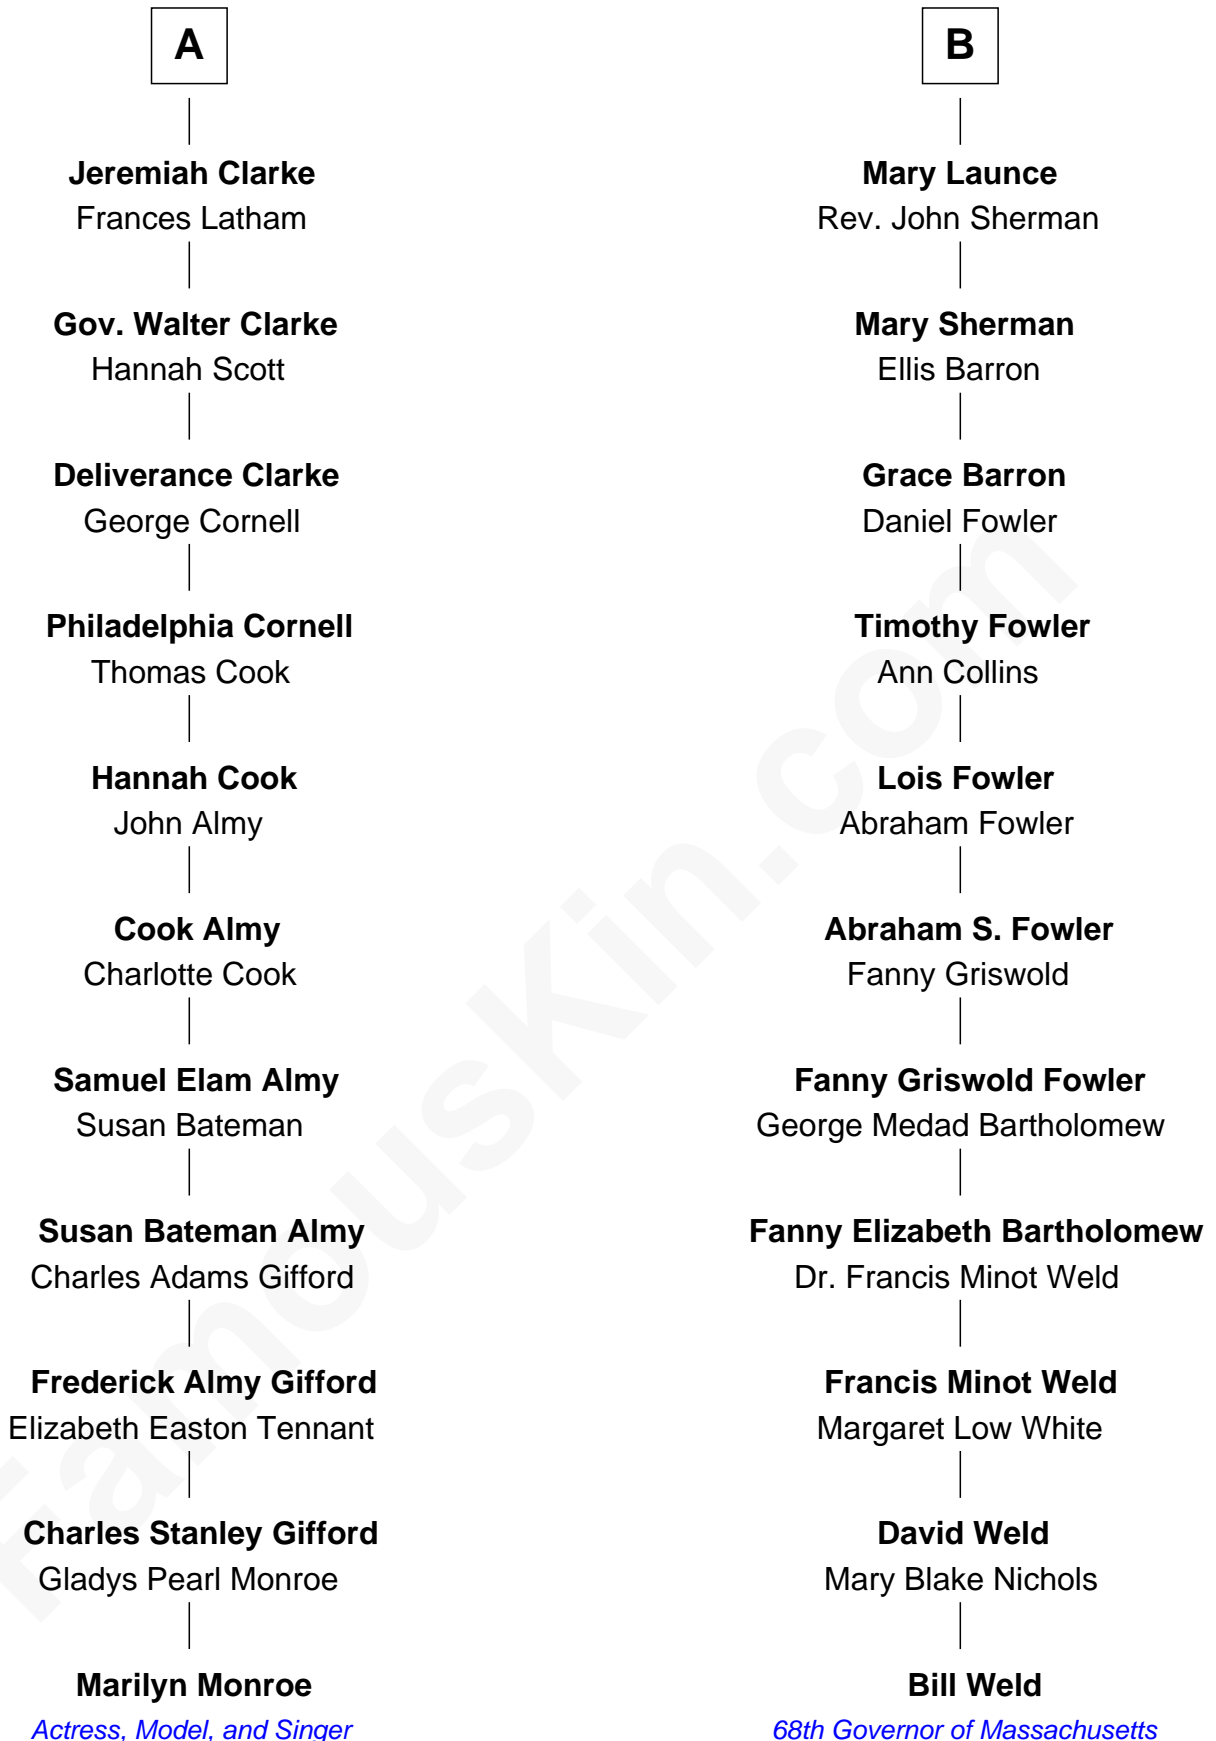 A
Jeremiah Clarke
Frances Latham
Gov. Walter Clarke
Hannah Scott
Deliverance Clarke
George Cornell
Philadelphia Cornell
Thomas Cook
Hannah Cook
John Almy
Cook Almy
Charlotte Cook
Samuel Elam Almy
Susan Bateman
Susan Bateman Almy
Charles Adams Gifford
Frederick Almy Gifford
Elizabeth Easton Tennant
Charles Stanley Gifford
Gladys Pearl Monroe
Marilyn Monroe
Actress, Model, and Singer
B
Mary Launce
Rev. John Sherman
Mary Sherman
Ellis Barron
Grace Barron
Daniel Fowler
Timothy Fowler
Ann Collins
Lois Fowler
Abraham Fowler
Abraham S. Fowler
Fanny Griswold
Fanny Griswold Fowler
George Medad Bartholomew
Fanny Elizabeth Bartholomew
Dr. Francis Minot Weld
Francis Minot Weld
Margaret Low White
David Weld
Mary Blake Nichols
Bill Weld
68th Governor of Massachusetts
FamousKin.com